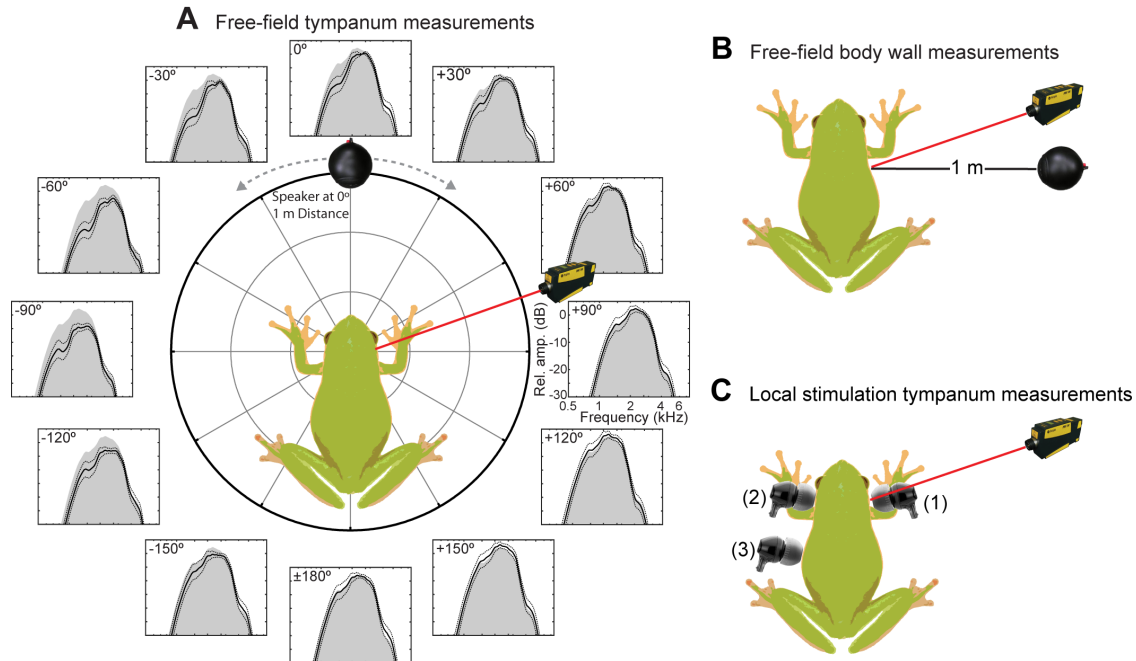 A Free-field tympanum measurements
0º
-30º
+30º
-60º
+60º
Speaker at 0º
1 m Distance
-90º
+90º
Rel. amp. (dB)
0
-10
-20
-30
0.5 1 2 4 6
Frequency (kHz)
-120º
+120º
-150º
+150º
±180º
B Free-field body wall measurements
1 m
C Local stimulation tympanum measurements
(2)
(1)
(3)